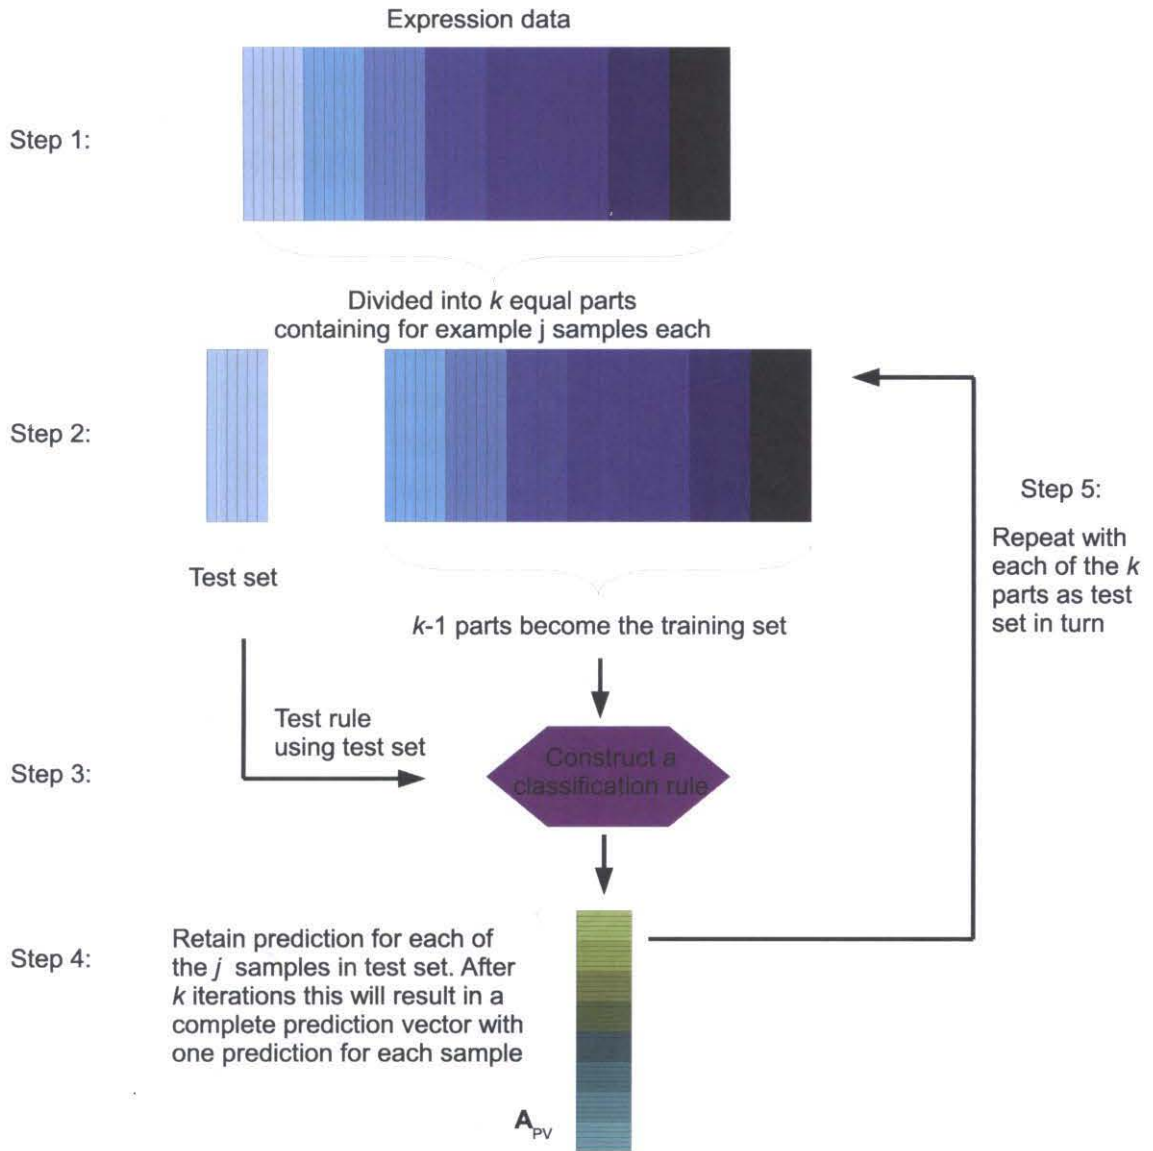 Expression data
Step 1:
Divided into k equal parts
containing for example j samples each
Step 2:
Test set
k-1 parts become the training set
Step 5:
Repeat with
each of the k
parts as test
set in turn
Test rule
using test set
Step 3:
Construct a
classification rule
Step 4:
Retain prediction for each of
the j samples in test set. After
k iterations this will result in a
complete prediction vector with
one prediction for each sample
A_PV